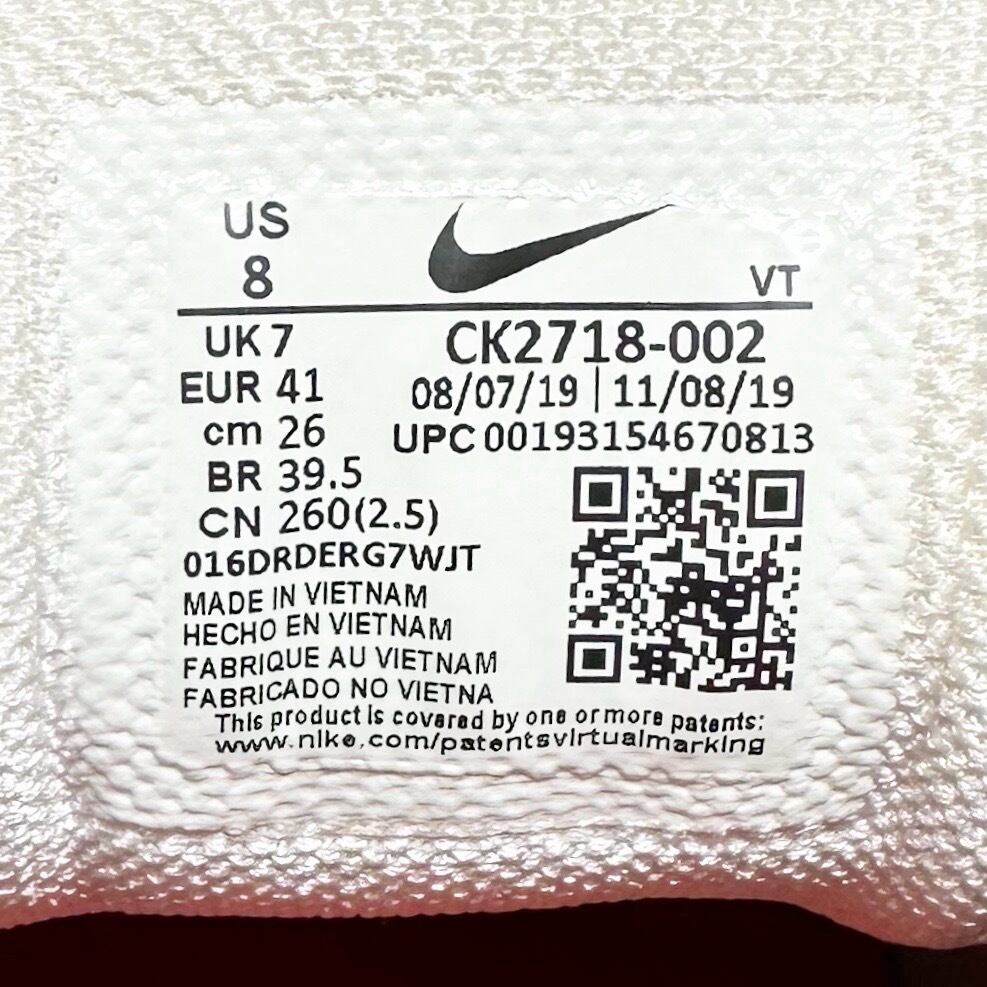 US
8
VT
UK 7
CK2718-002
EUR 41
08/07/19 | 11/08/19
cm 26
UPC 00193154670813
BR 39.5
CN 260(2.5)
016DRDERG7WJT
MADE IN VIETNAM
HECHO EN VIETNAM
FABRIQUE AU VIETNAM
FABRICADO NO VIETNA
This product is covered by one or more patents:
www.nike.com/patentsvirtualmarking